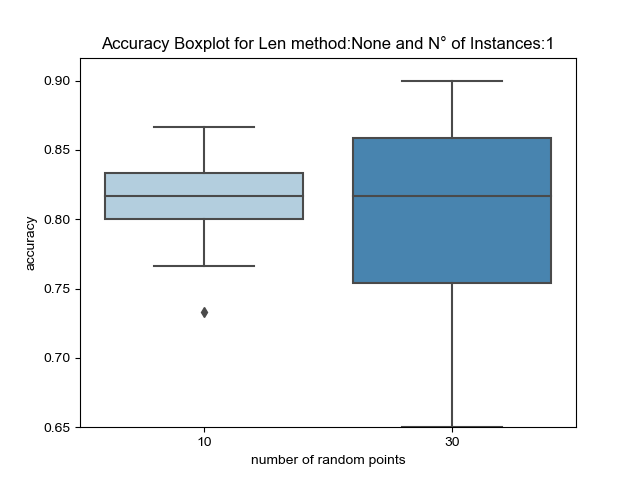 Accuracy Boxplot for Len method:None and N° of Instances:1
0.90
0.85
0.80
0.75
0.70
0.65
accuracy
10
30
number of random points